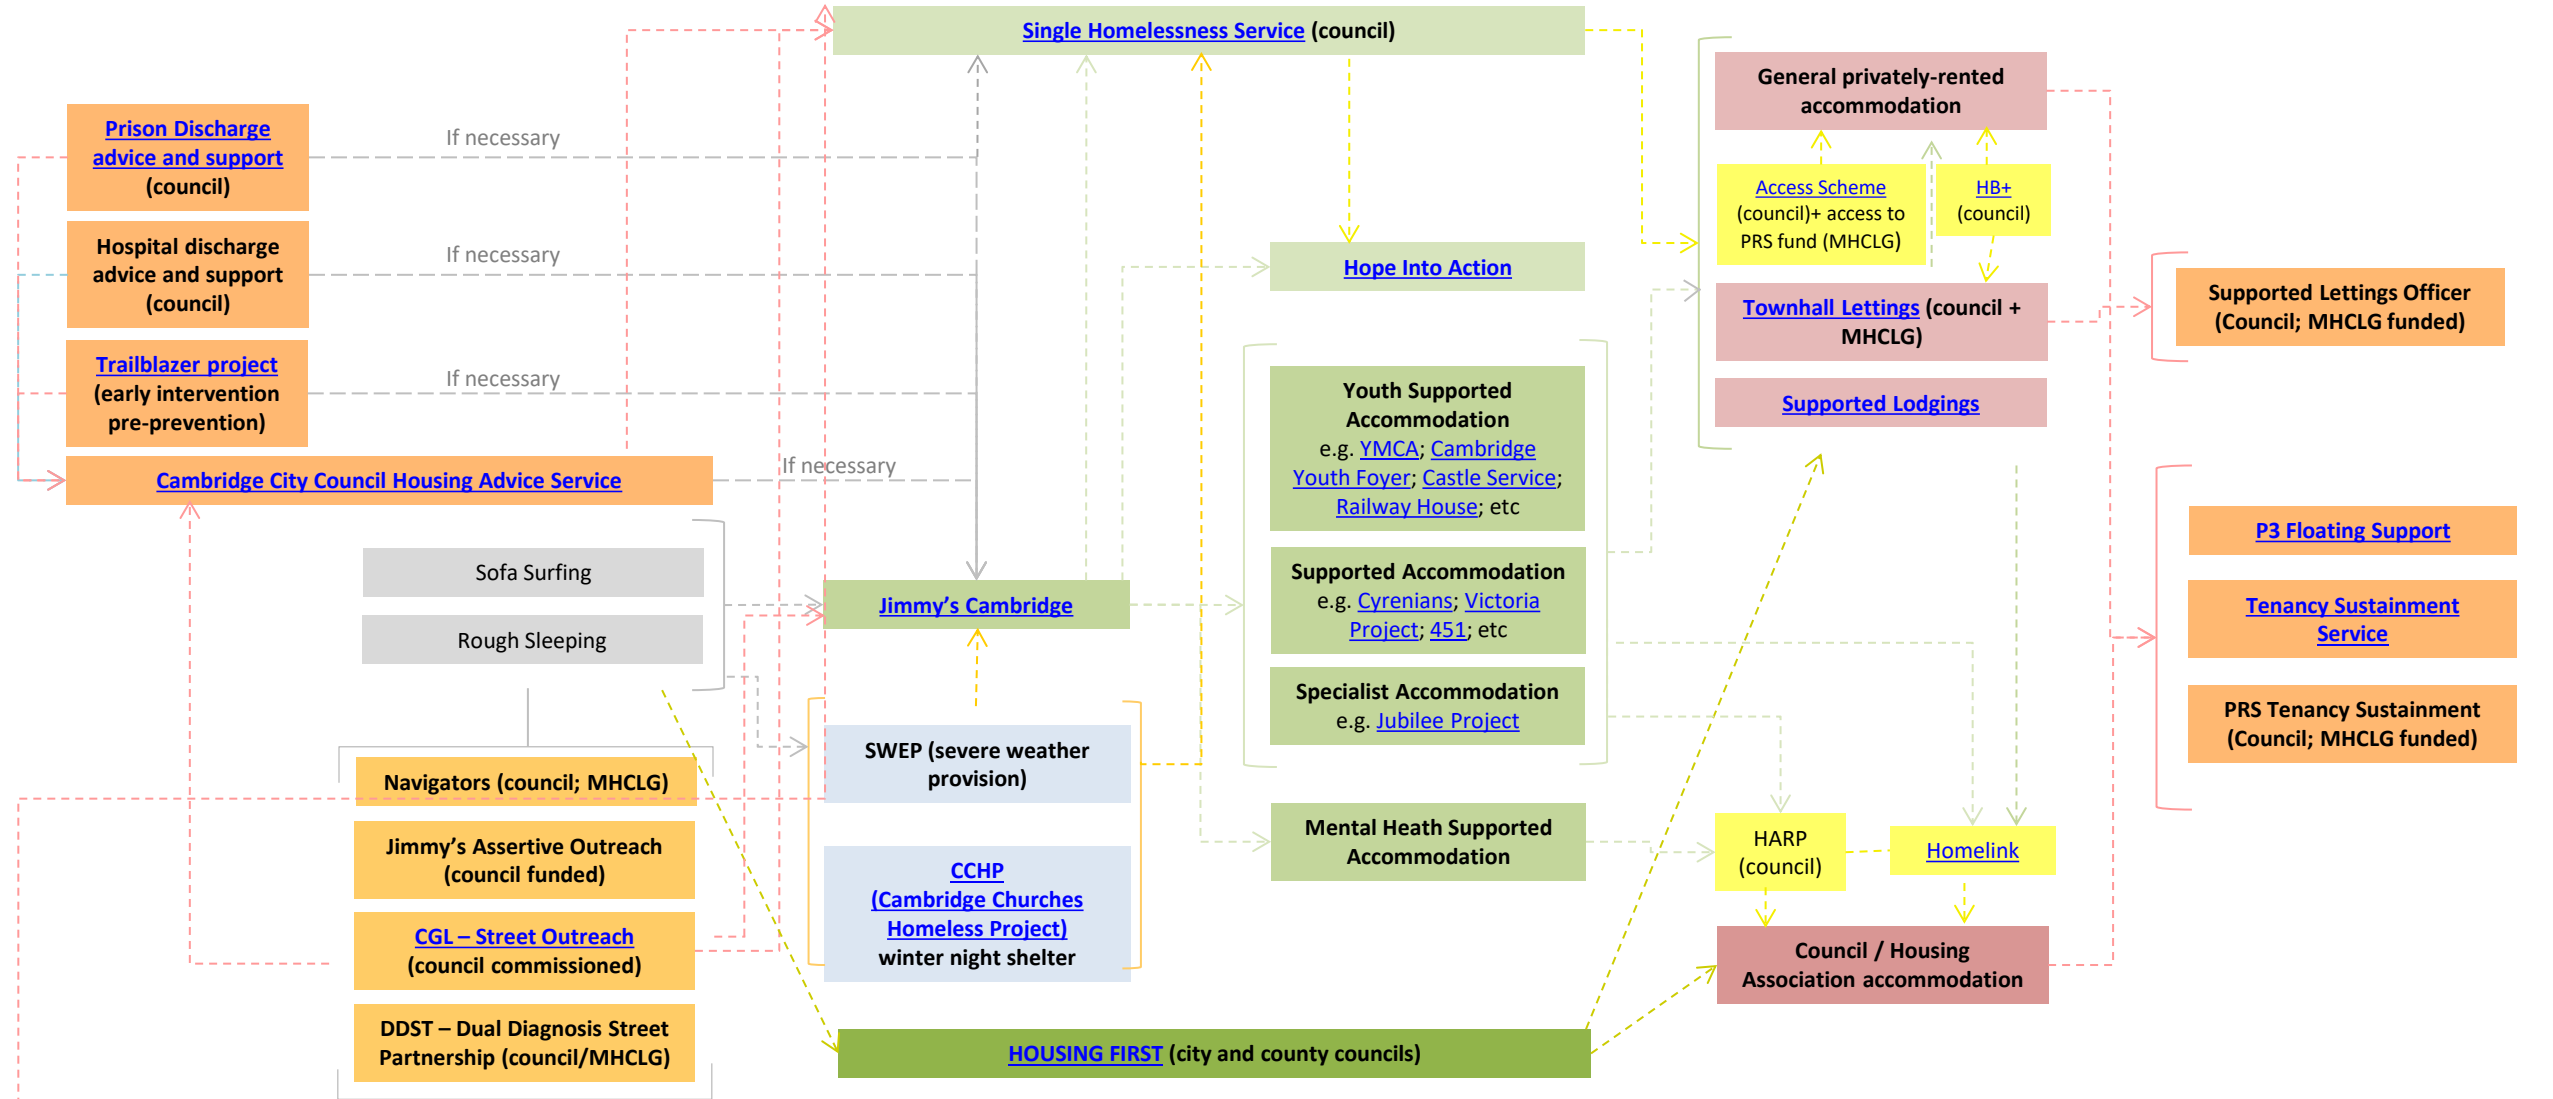 Single Homelessness Service (council)
Prison Discharge
advice and support
(council)
If necessary
Hospital discharge
advice and support
(council)
If necessary
Trailblazer project
(early intervention
pre-prevention)
If necessary
Cambridge City Council Housing Advice Service
If necessary
Sofa Surfing
Rough Sleeping
Navigators (council; MHCLG)
Jimmy's Assertive Outreach
(council funded)
CGL – Street Outreach
(council commissioned)
DDST – Dual Diagnosis Street
Partnership (council/MHCLG)
Jimmy's Cambridge
SWEP (severe weather
provision)
CCHP
(Cambridge Churches
Homeless Project)
winter night shelter
HOUSING FIRST (city and county councils)
Hope Into Action
Youth Supported
Accommodation
e.g. YMCA; Cambridge
Youth Foyer; Castle Service;
Railway House; etc
Supported Accommodation
e.g. Cyrenians; Victoria
Project; 451; etc
Specialist Accommodation
e.g. Jubilee Project
Mental Heath Supported
Accommodation
General privately-rented
accommodation
Access Scheme
(council)+ access to
PRS fund (MHCLG)
HB+
(council)
Townhall Lettings (council +
MHCLG)
Supported Lodgings
HARP
(council)
Homelink
Council / Housing
Association accommodation
Supported Lettings Officer
(Council; MHCLG funded)
P3 Floating Support
Tenancy Sustainment
Service
PRS Tenancy Sustainment
(Council; MHCLG funded)